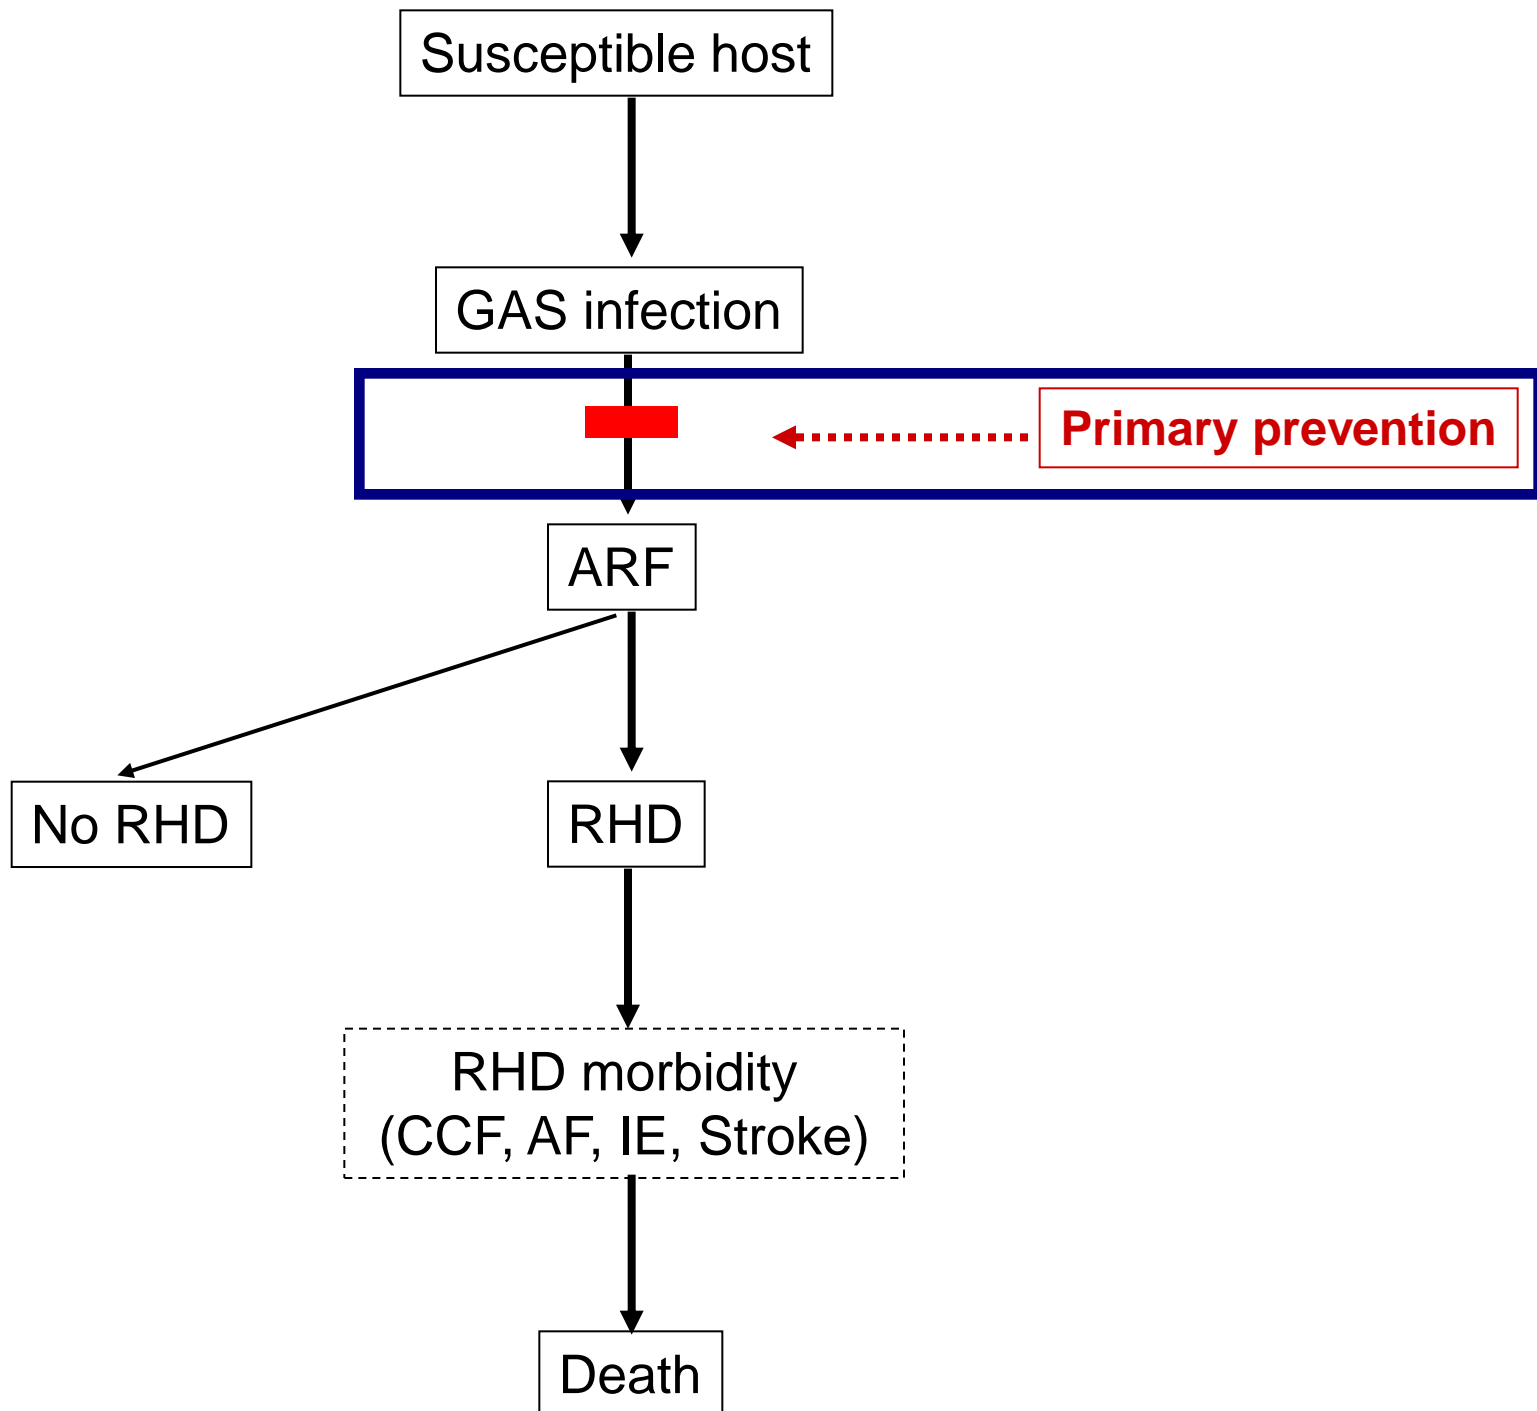 Susceptible host
GAS infection
Primary prevention
ARF
No RHD
RHD
RHD morbidity
(CCF, AF, IE, Stroke)
Death